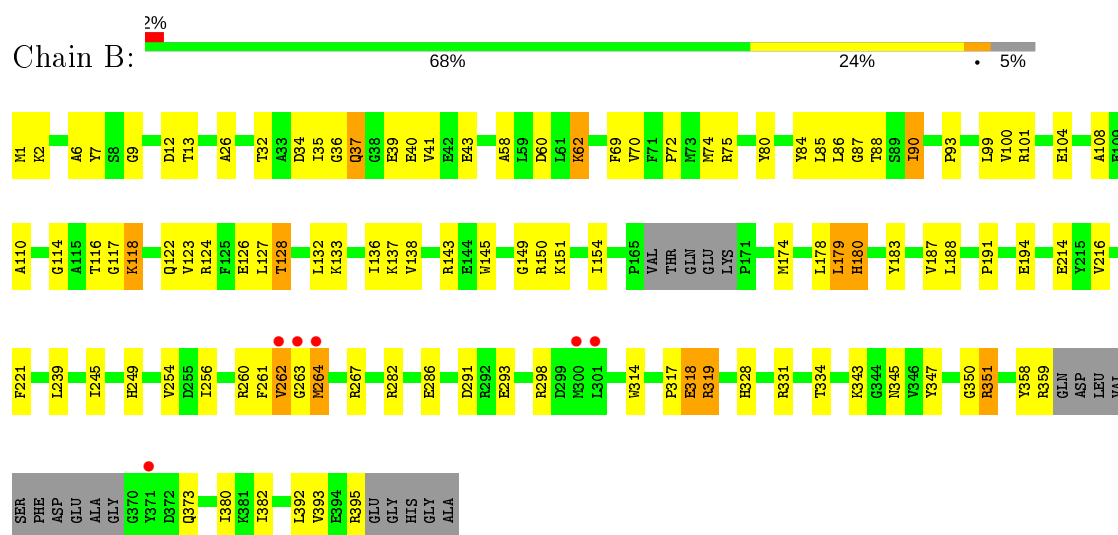 2%
Chain B:
68% 24% • 5%
M1 K2 A6 Y7 S8 G9 D12 T13 A26 T32 A33 D34 I35 G36 Q37 G38 E39 E40 V41 E42 E43 A58 L59 D60 L61 K62 F69 V70 F71 P72 M73 M74 R75 Y80 Y84 L85 L86 G87 T88 S89 I90 P93 L99 V100 R101 E104 A108 E109
A110 G114 A115 T116 G117 K118 Q122 V123 R124 F125 E126 L127 T128 L132 K133 I136 K137 V138 R143 E144 W145 G149 R150 K151 I154 P165 VAL THR GLN GLU LYS P171 M174 L178 L179 H180 Y183 V187 L188 P191 E194 E214 Y215 V216
F221 L239 I245 H249 V254 D255 I256 R260 F261 V262 G263 M264 R267 R282 E286 D291 R292 E293 R298 D299 M300 L301 W314 P317 E318 R319 H328 R331 T334 K343 G344 N345 V346 Y347 G350 R351 Y358 R359 GLN ASP LEU VAL
SER PHE ASP GLU ALA GLY G370 Y371 D372 Q373 I380 K381 I382 L392 V393 E394 R395 GLU GLY HIS GLY ALA